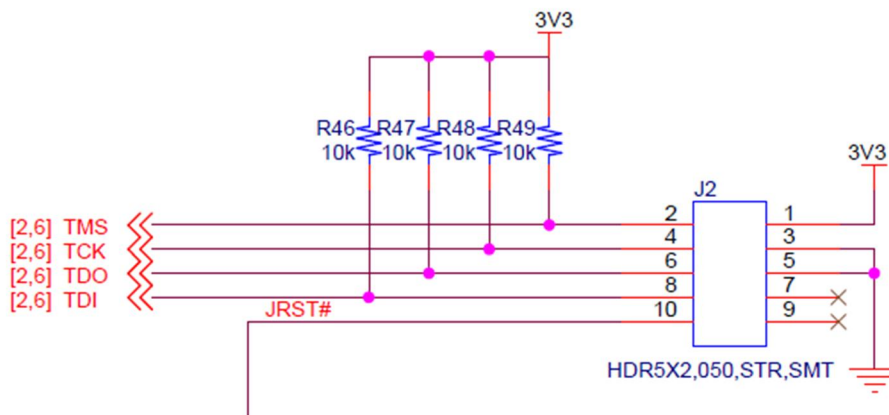 3V3
R46 R47 R48 R49
10k 10k 10k 10k
3V3
J2
[2,6] TMS 2 1
[2,6] TCK 4 3
[2,6] TDO 6 5
[2,6] TDI 8 7
JRST# 10 9
HDR5X2,050,STR,SMT